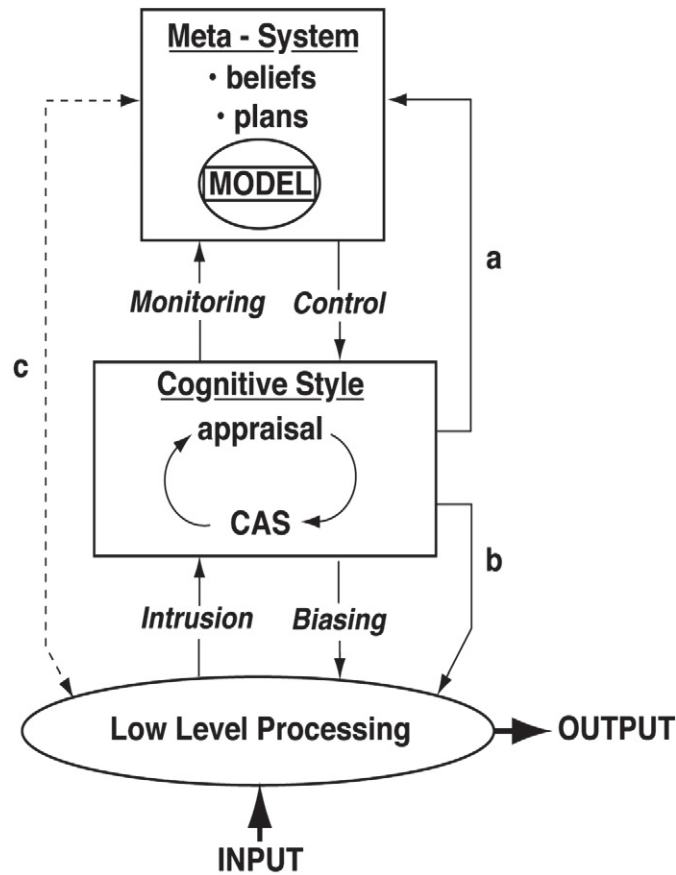 Meta - System
• beliefs
• plans
MODEL
a
Monitoring
Control
c
Cognitive Style
appraisal
CAS
b
Intrusion
Biasing
Low Level Processing
OUTPUT
INPUT